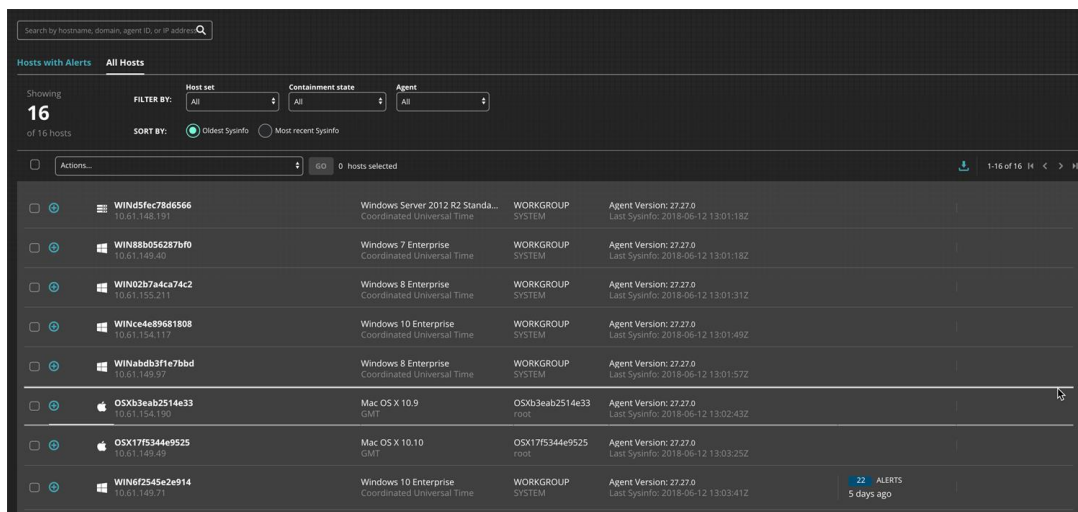 Search by hostname, domain, agent ID, or IP address
Hosts with Alerts All Hosts
Showing
16
of 16 hosts
FILTER BY:
Host set
All
Containment state
All
Agent
All
SORT BY: Oldest Sysinfo Most recent Sysinfo
Actions... GO 0 hosts selected 1-16 of 16
WINd5fec78d6566 Windows Server 2012 R2 Standa... WORKGROUP Agent Version: 27.27.0
10.61.148.191 Coordinated Universal Time SYSTEM Last Sysinfo: 2018-06-12 13:01:18Z
WIN88b056287bf0 Windows 7 Enterprise WORKGROUP Agent Version: 27.27.0
10.61.149.40 Coordinated Universal Time SYSTEM Last Sysinfo: 2018-06-12 13:01:18Z
WIN02b7a4ca74c2 Windows 8 Enterprise WORKGROUP Agent Version: 27.27.0
10.61.155.211 Coordinated Universal Time SYSTEM Last Sysinfo: 2018-06-12 13:01:31Z
WINce4e89681808 Windows 10 Enterprise WORKGROUP Agent Version: 27.27.0
10.61.154.117 Coordinated Universal Time SYSTEM Last Sysinfo: 2018-06-12 13:01:49Z
WINabdb3f1e7bbd Windows 8 Enterprise WORKGROUP Agent Version: 27.27.0
10.61.149.97 Coordinated Universal Time SYSTEM Last Sysinfo: 2018-06-12 13:01:57Z
OSXb3eab2514e33 Mac OS X 10.9 OSXb3eab2514e33 Agent Version: 27.27.0
10.61.154.190 GMT root Last Sysinfo: 2018-06-12 13:02:43Z
OSX17f5344e9525 Mac OS X 10.10 OSX17f5344e9525 Agent Version: 27.27.0
10.61.149.49 GMT root Last Sysinfo: 2018-06-12 13:03:25Z
WIN6f2545e2e914 Windows 10 Enterprise WORKGROUP Agent Version: 27.27.0 22 ALERTS
10.61.149.71 Coordinated Universal Time SYSTEM Last Sysinfo: 2018-06-12 13:03:41Z 5 days ago